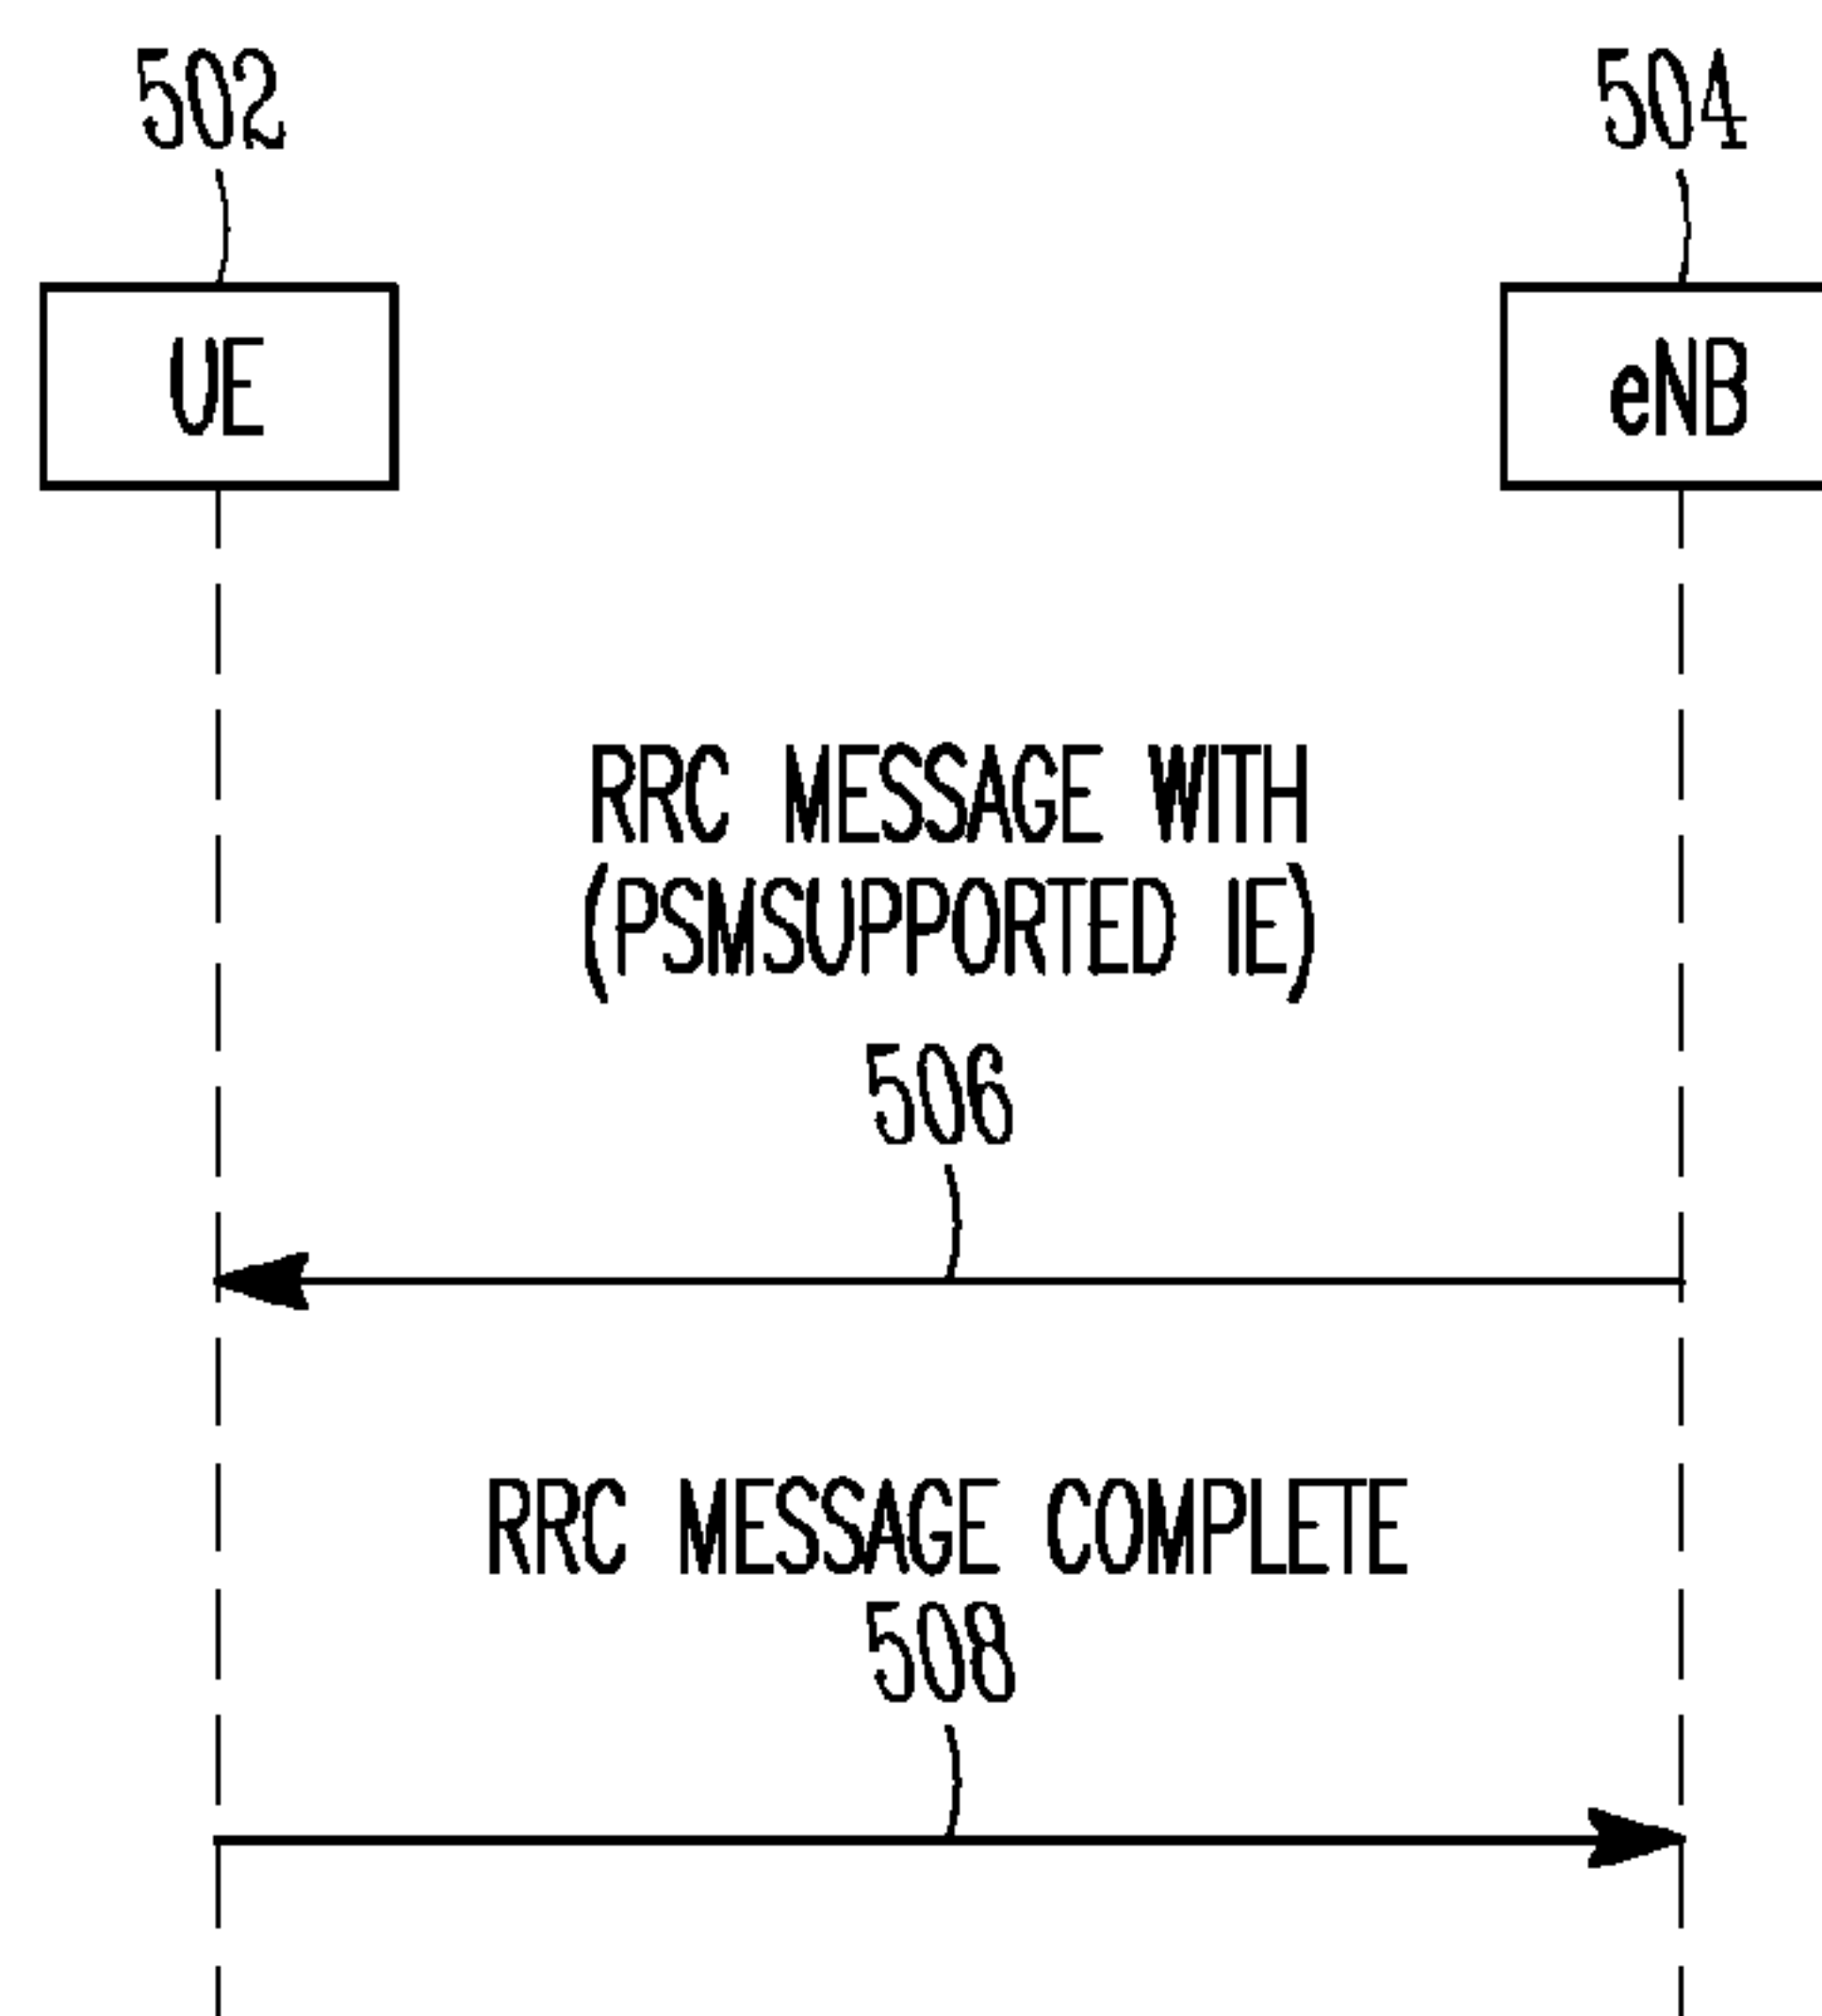 502
504
UE
eNB
RRC MESSAGE WITH
(PSMSUPPORTED IE)
506
RRC MESSAGE COMPLETE
508